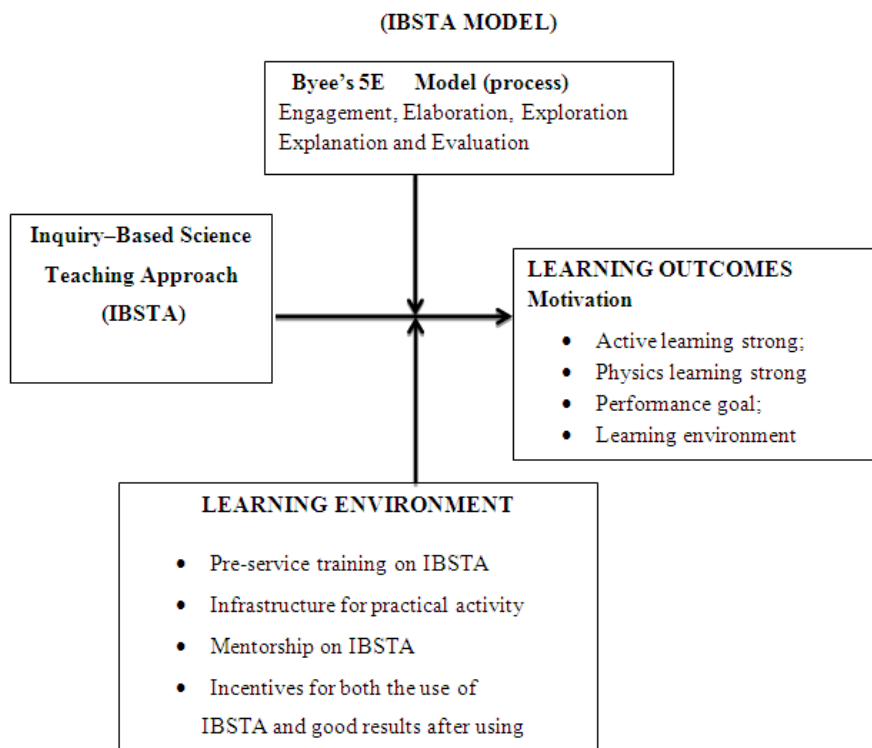 (IBSTA MODEL)
Byee's 5E Model (process)
Engagement, Elaboration, Exploration
Explanation and Evaluation
Inquiry–Based Science
Teaching Approach
(IBSTA)
LEARNING OUTCOMES
Motivation
• Active learning strong;
• Physics learning strong
• Performance goal;
• Learning environment
LEARNING ENVIRONMENT
• Pre-service training on IBSTA
• Infrastructure for practical activity
• Mentorship on IBSTA
• Incentives for both the use of
IBSTA and good results after using